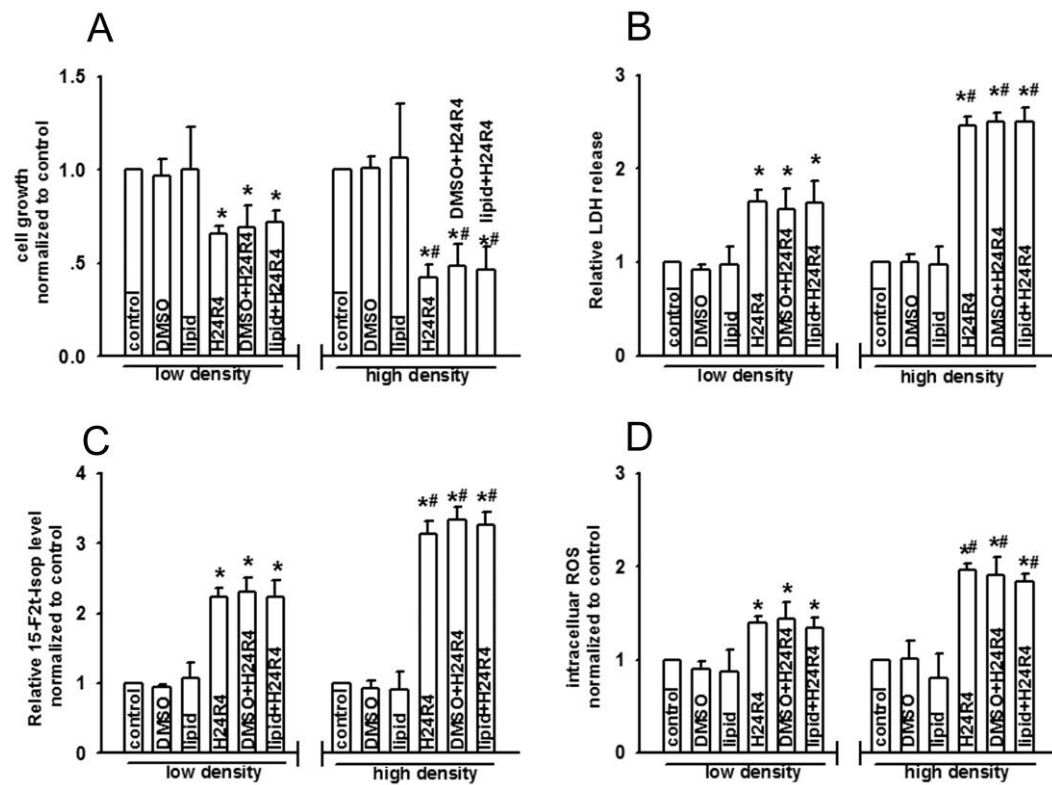 A
cell growth
normalized to control
1.5
1.0
.5
0.0
control
DMSO
lipid
H24R4
DMSO+H24R4
lipid+H24R4
*
*
*
low density
control
DMSO
lipid
H24R4
DMSO+H24R4
lipid+H24R4
*#
*#
*#
high density
B
Relative LDH release
3
2
1
0
control
DMSO
lipid
H24R4
DMSO+H24R4
lipid+H24R4
*
*
*
low density
control
DMSO
lipid
H24R4
DMSO+H24R4
lipid+H24R4
*#
*#
*#
high density
C
Relative 15-F2t-Isop level
normalized to control
4
3
2
1
0
control
DMSO
lipid
H24R4
DMSO+H24R4
lipid+H24R4
*
*
*
low density
control
DMSO
lipid
H24R4
DMSO+H24R4
lipid+H24R4
*#
*#
*#
high density
D
intracelluar ROS
normalized to control
3
2
1
0
control
DMSO
lipid
H24R4
DMSO+H24R4
lipid+H24R4
*
*
*
low density
control
DMSO
lipid
H24R4
DMSO+H24R4
lipid+H24R4
*#
*#
*#
high density